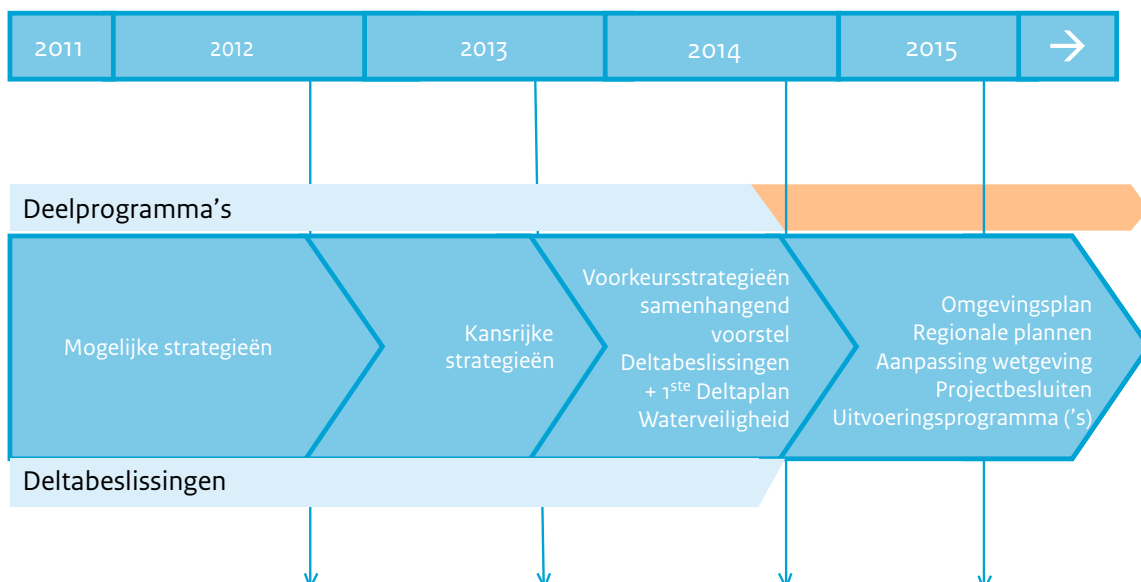 2011 2012 2013 2014 2015 →
Deelprogramma's
Mogelijke strategieën
Kansrijke
strategieën
Voorkeursstrategieën
samenhangend
voorstel
Deltabeslissingen
+ 1ste Deltaplan
Waterveiligheid
Omgevingsplan
Regionale plannen
Aanpassing wetgeving
Projectbesluiten
Uitvoeringsprogramma ('s)
Deltabeslissingen